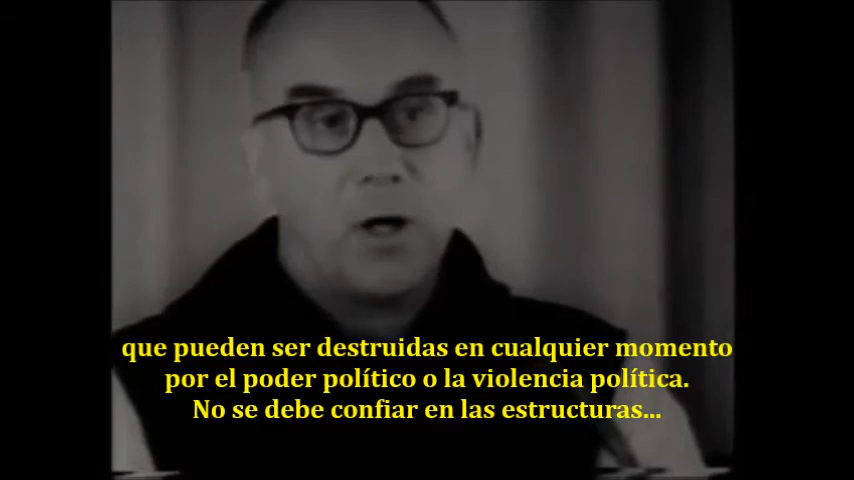 que pueden ser destruidas en cualquier momento
por el poder político o la violencia política.
No se debe confiar en las estructuras...